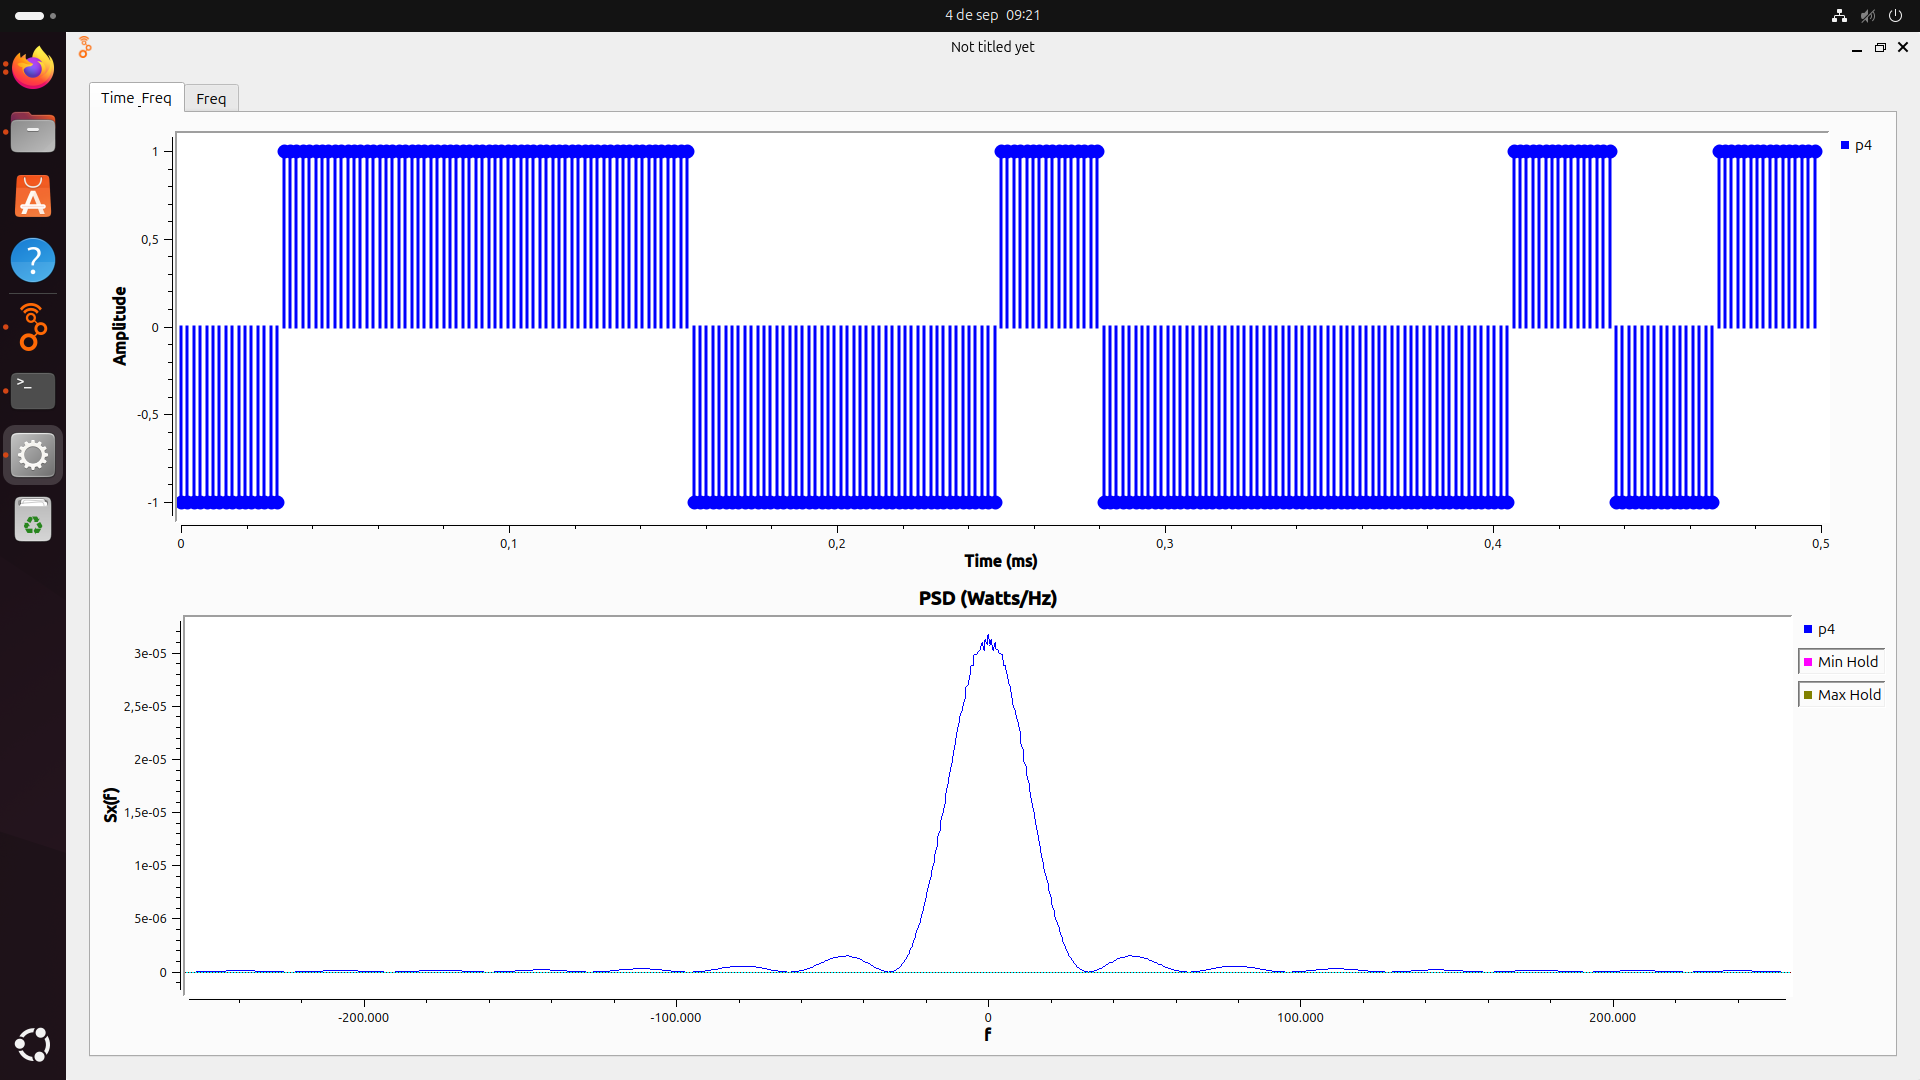 4 de sep 09:21
Not titled yet
Time_Freq
Freq
p4
1
0,5
0
-0,5
-1
Amplitude
0
0,1
0,2
0,3
0,4
0,5
Time (ms)
PSD (Watts/Hz)
p4
Min Hold
Max Hold
3e-05
2,5e-05
2e-05
1,5e-05
1e-05
5e-06
0
Sx(f)
-200.000
-100.000
0
100.000
200.000
f